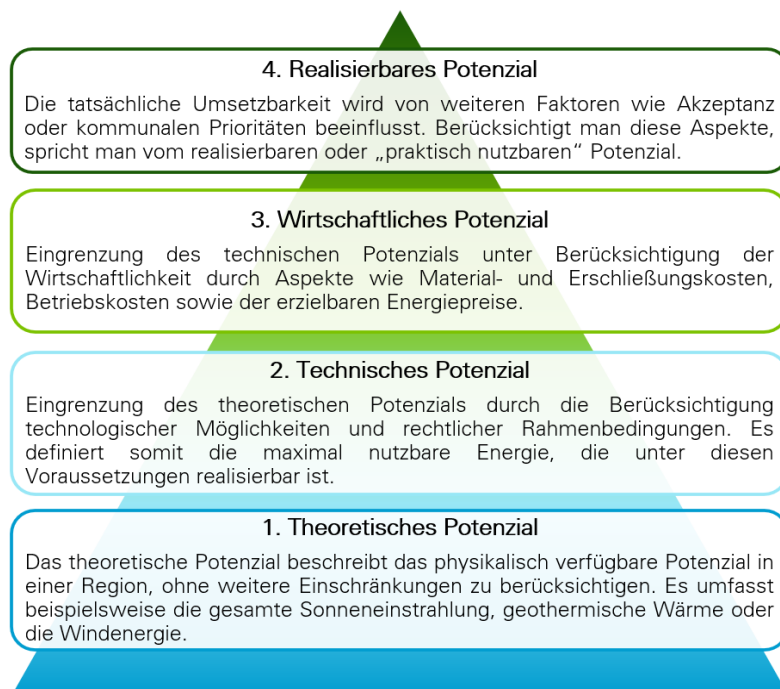 4. Realisierbares Potenzial
Die tatsächliche Umsetzbarkeit wird von weiteren Faktoren wie Akzeptanz
oder kommunalen Prioritäten beeinflusst. Berücksichtigt man diese Aspekte,
spricht man vom realisierbaren oder „praktisch nutzbaren“ Potenzial.
3. Wirtschaftliches Potenzial
Eingrenzung des technischen Potenzials unter Berücksichtigung der
Wirtschaftlichkeit durch Aspekte wie Material- und Erschließungskosten,
Betriebskosten sowie der erzielbaren Energiepreise.
2. Technisches Potenzial
Eingrenzung des theoretischen Potenzials durch die Berücksichtigung
technologischer Möglichkeiten und rechtlicher Rahmenbedingungen. Es
definiert somit die maximal nutzbare Energie, die unter diesen
Voraussetzungen realisierbar ist.
1. Theoretisches Potenzial
Das theoretische Potenzial beschreibt das physikalisch verfügbare Potenzial in
einer Region, ohne weitere Einschränkungen zu berücksichtigen. Es umfasst
beispielsweise die gesamte Sonneneinstrahlung, geothermische Wärme oder
die Windenergie.